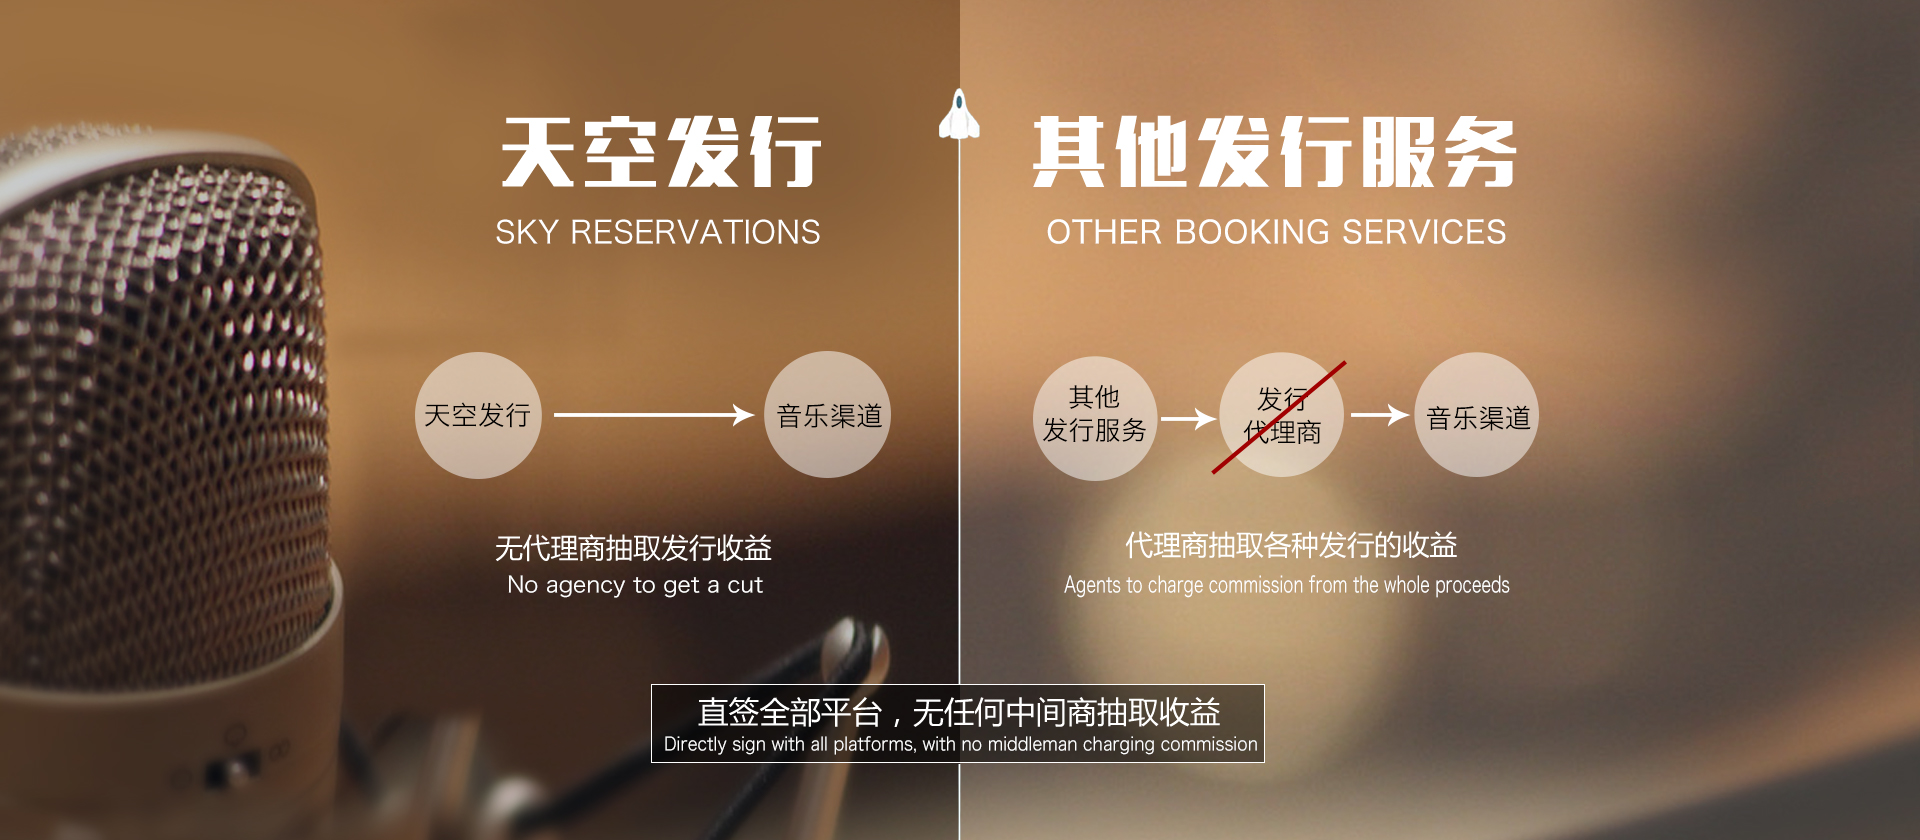 天空发行
SKY RESERVATIONS
天空发行
音乐渠道
无代理商抽取发行收益
No agency to get a cut
其他发行服务
OTHER BOOKING SERVICES
其他
发行服务
发行
代理商
音乐渠道
代理商抽取各种发行的收益
Agents to charge commission from the whole proceeds
直签全部平台，无任何中间商抽取收益
Directly sign with all platforms, with no middleman charging commission